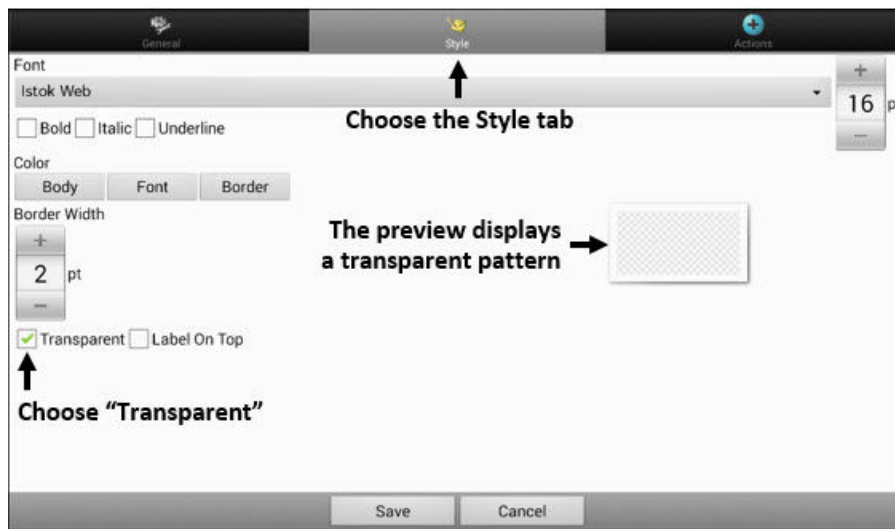 General
Style
Actions
Font
Istok Web
+
16 p
Bold Italic Underline
Choose the Style tab
Color
Body Font Border
Border Width
+
2 pt
The preview displays
a transparent pattern
Transparent Label On Top
Choose “Transparent”
Save Cancel